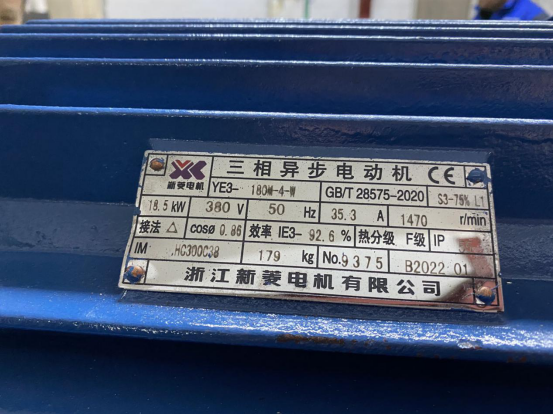 新菱电机 三相异步电动机 CE
YE3- 180M-4-W GB/T 28575-2020 S3-75% L1
18.5 kW 380 V 50 Hz 35.3 A 1470 r/min
接法 △ cosø 0.86 效率 IE3- 92.6 % 热分级 F级 IP
IM HC300C38 179 kg No.9375 B2022 01
浙江新菱电机有限公司